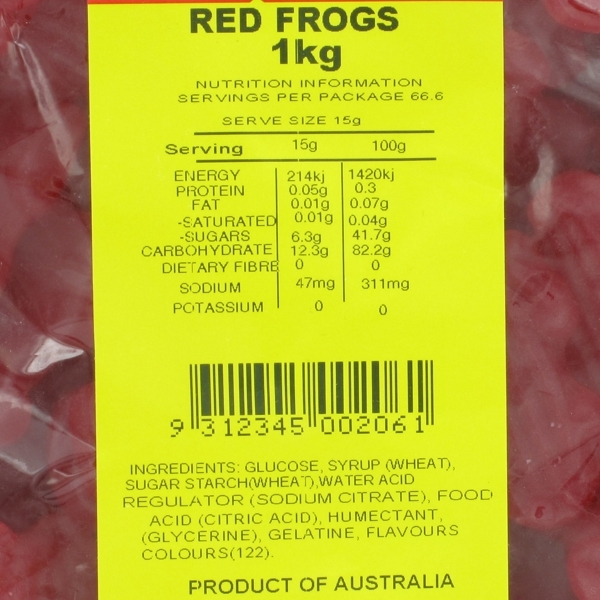 RED FROGS
1kg
NUTRITION INFORMATION
SERVINGS PER PACKAGE 66.6
SERVE SIZE 15g
Serving 15g 100g
ENERGY 214kj 1420kj
PROTEIN 0.05g 0.3
FAT 0.01g 0.07g
-SATURATED 0.01g 0.04g
-SUGARS 6.3g 41.7g
CARBOHYDRATE 12.3g 82.2g
DIETARY FIBRE 0 0
SODIUM 47mg 311mg
POTASSIUM 0 0
9 312345 002061
INGREDIENTS: GLUCOSE, SYRUP (WHEAT),
SUGAR STARCH(WHEAT),WATER ACID
REGULATOR (SODIUM CITRATE), FOOD
ACID (CITRIC ACID), HUMECTANT,
(GLYCERINE), GELATINE, FLAVOURS
COLOURS(122).
PRODUCT OF AUSTRALIA